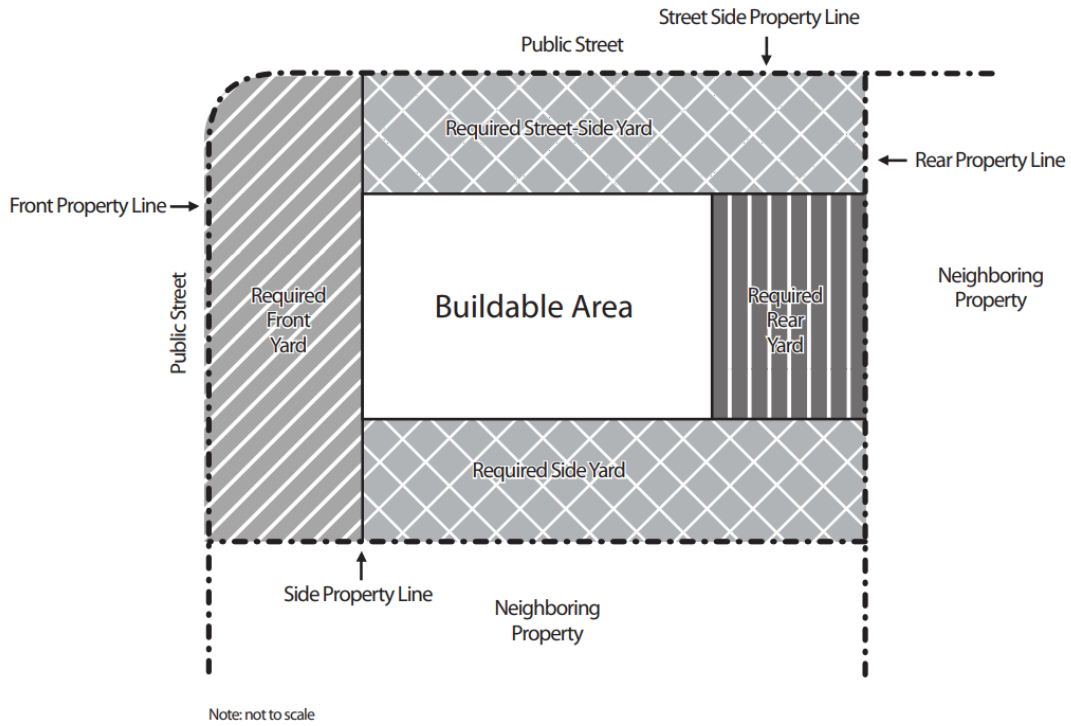 Street Side Property Line
Public Street
Required Street-Side Yard
Rear Property Line
Front Property Line
Public Street
Required
Front
Yard
Buildable Area
Required
Rear
Yard
Neighboring
Property
Required Side Yard
Side Property Line
Neighboring
Property
Note: not to scale